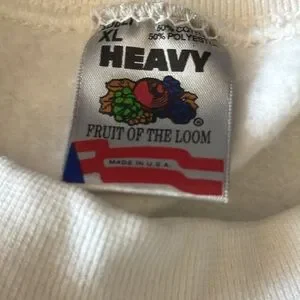 XL
50% POLYESTER
HEAVY
FRUIT OF THE LOOM
®
MADE IN U.S.A.